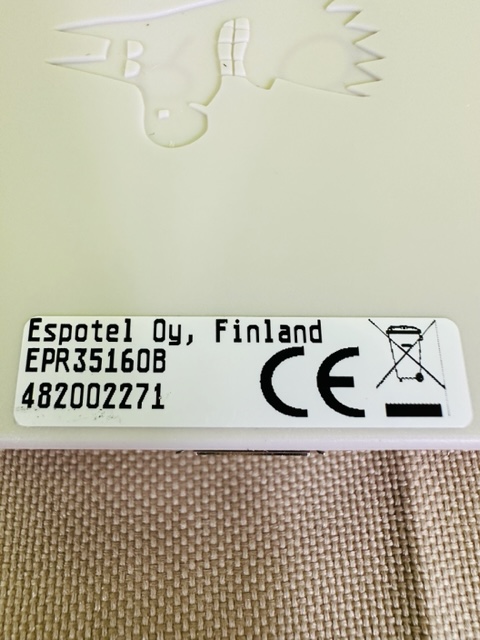 Espotel Oy, Finland
EPR35160B
482002271
CE